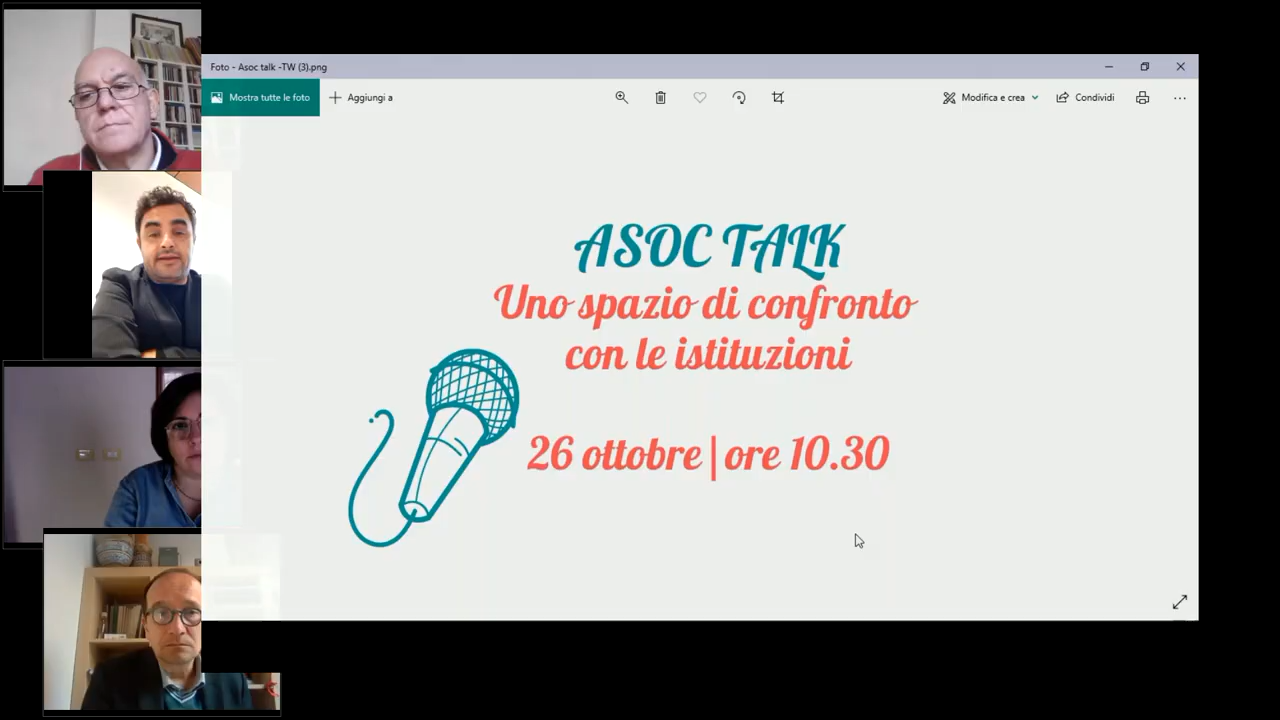 Foto - Asoc talk -TW (3).png
Mostra tutte le foto
Aggiungi a
Modifica e crea
Condividi
ASOC TALK
Uno spazio di confronto
con le istituzioni
26 ottobre | ore 10.30